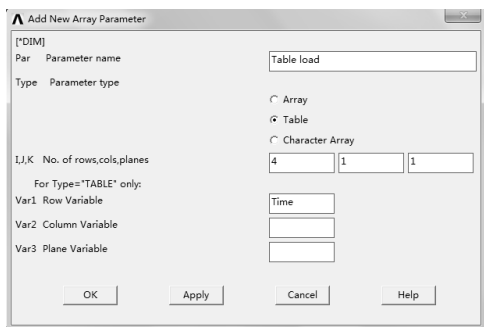 Add New Array Parameter
[*DIM]
Par Parameter name Table load
Type Parameter type
Array
Table
Character Array
I,J,K No. of rows,cols,planes 4 1 1
For Type="TABLE" only:
Var1 Row Variable Time
Var2 Column Variable
Var3 Plane Variable
OK Apply Cancel Help